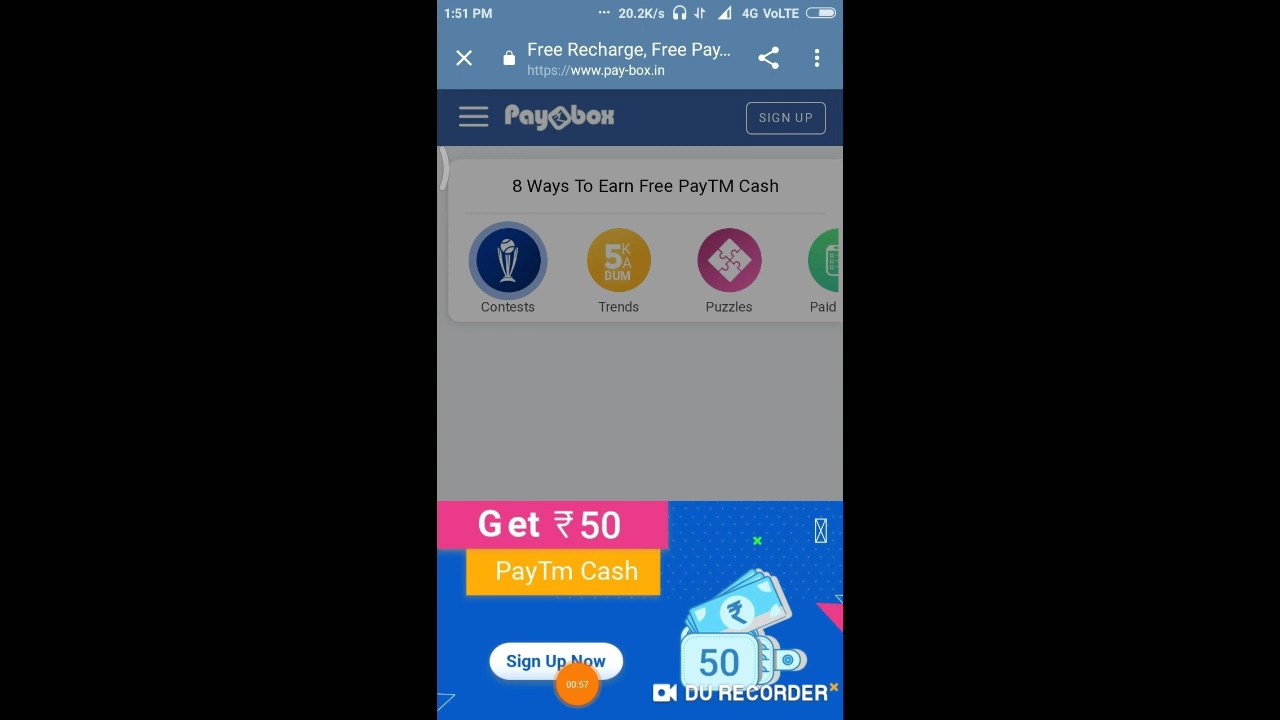 1:51 PM ··· 20.2K/s 4G VoLTE
Free Recharge, Free Pay...
https://www.pay-box.in
Paybox SIGN UP
8 Ways To Earn Free PayTM Cash
5 K A DUM
Contests Trends Puzzles Paid
Get ₹50
PayTm Cash
₹
Sign Up Now 50
00:57
DU RECORDER